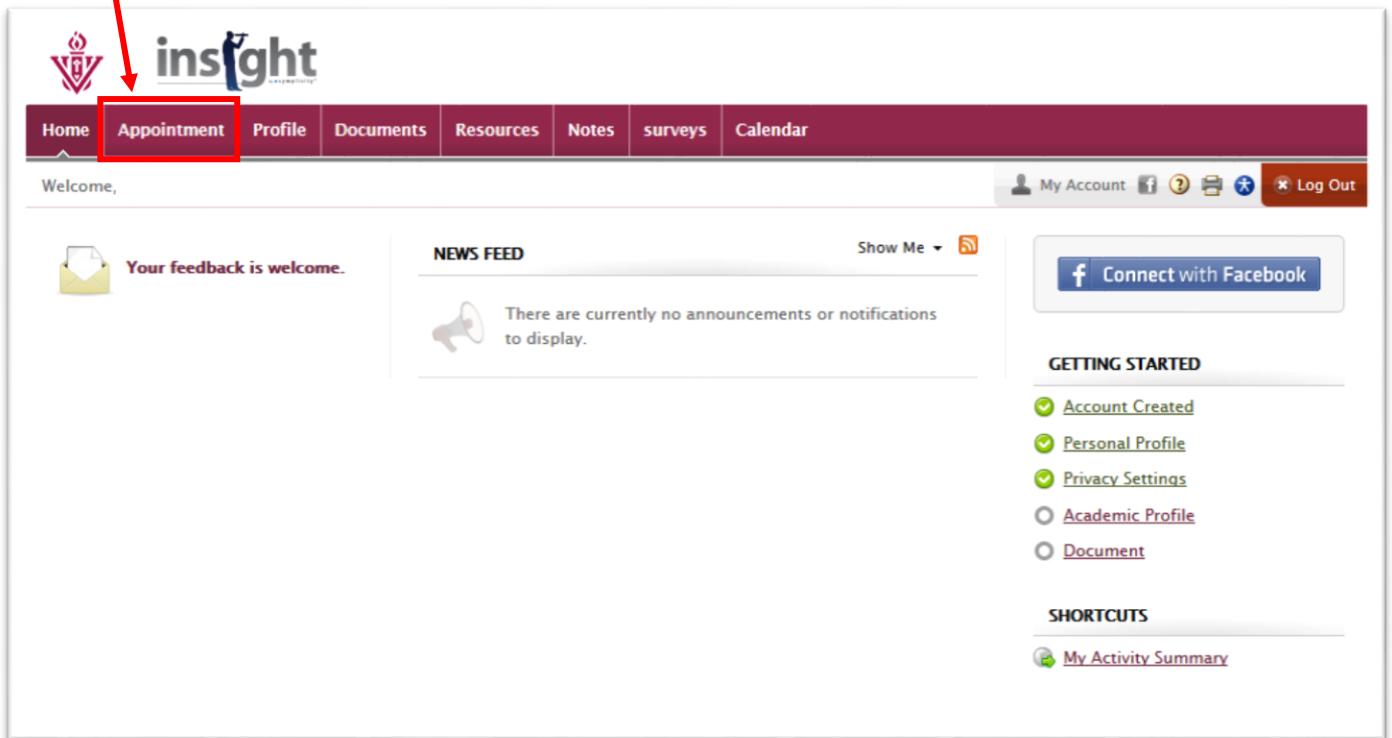 insight
Home Appointment Profile Documents Resources Notes surveys Calendar
Welcome,
My Account
Log Out
Your feedback is welcome.
NEWS FEED
Show Me
There are currently no announcements or notifications
to display.
Connect with Facebook
GETTING STARTED
Account Created
Personal Profile
Privacy Settings
Academic Profile
Document
SHORTCUTS
My Activity Summary